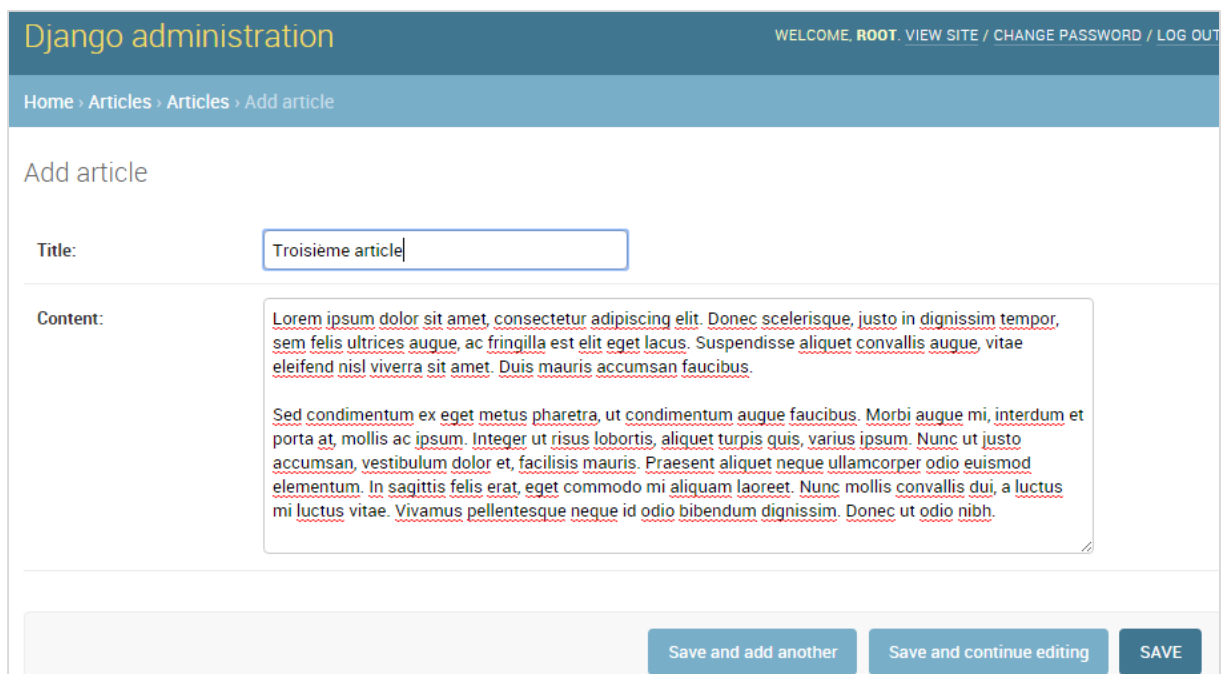 Django administration
WELCOME, ROOT. VIEW SITE / CHANGE PASSWORD / LOG OUT
Home › Articles › Articles › Add article
Add article
Title:
Troisième article
Content:
Lorem ipsum dolor sit amet, consectetur adipiscing elit. Donec scelerisque, justo in dignissim tempor,
sem felis ultrices augue, ac fringilla est elit eget lacus. Suspendisse aliquet convallis augue, vitae
eleifend nisl viverra sit amet. Duis mauris accumsan faucibus.
Sed condimentum ex eget metus pharetra, ut condimentum augue faucibus. Morbi augue mi, interdum et
porta at, mollis ac ipsum. Integer ut risus lobortis, aliquet turpis quis, varius ipsum. Nunc ut justo
accumsan, vestibulum dolor et, facilisis mauris. Praesent aliquet neque ullamcorper odio euismod
elementum. In sagittis felis erat, eget commodo mi aliquam laoreet. Nunc mollis convallis dui, a luctus
mi luctus vitae. Vivamus pellentesque neque id odio bibendum dignissim. Donec ut odio nibh.
Save and add another
Save and continue editing
SAVE